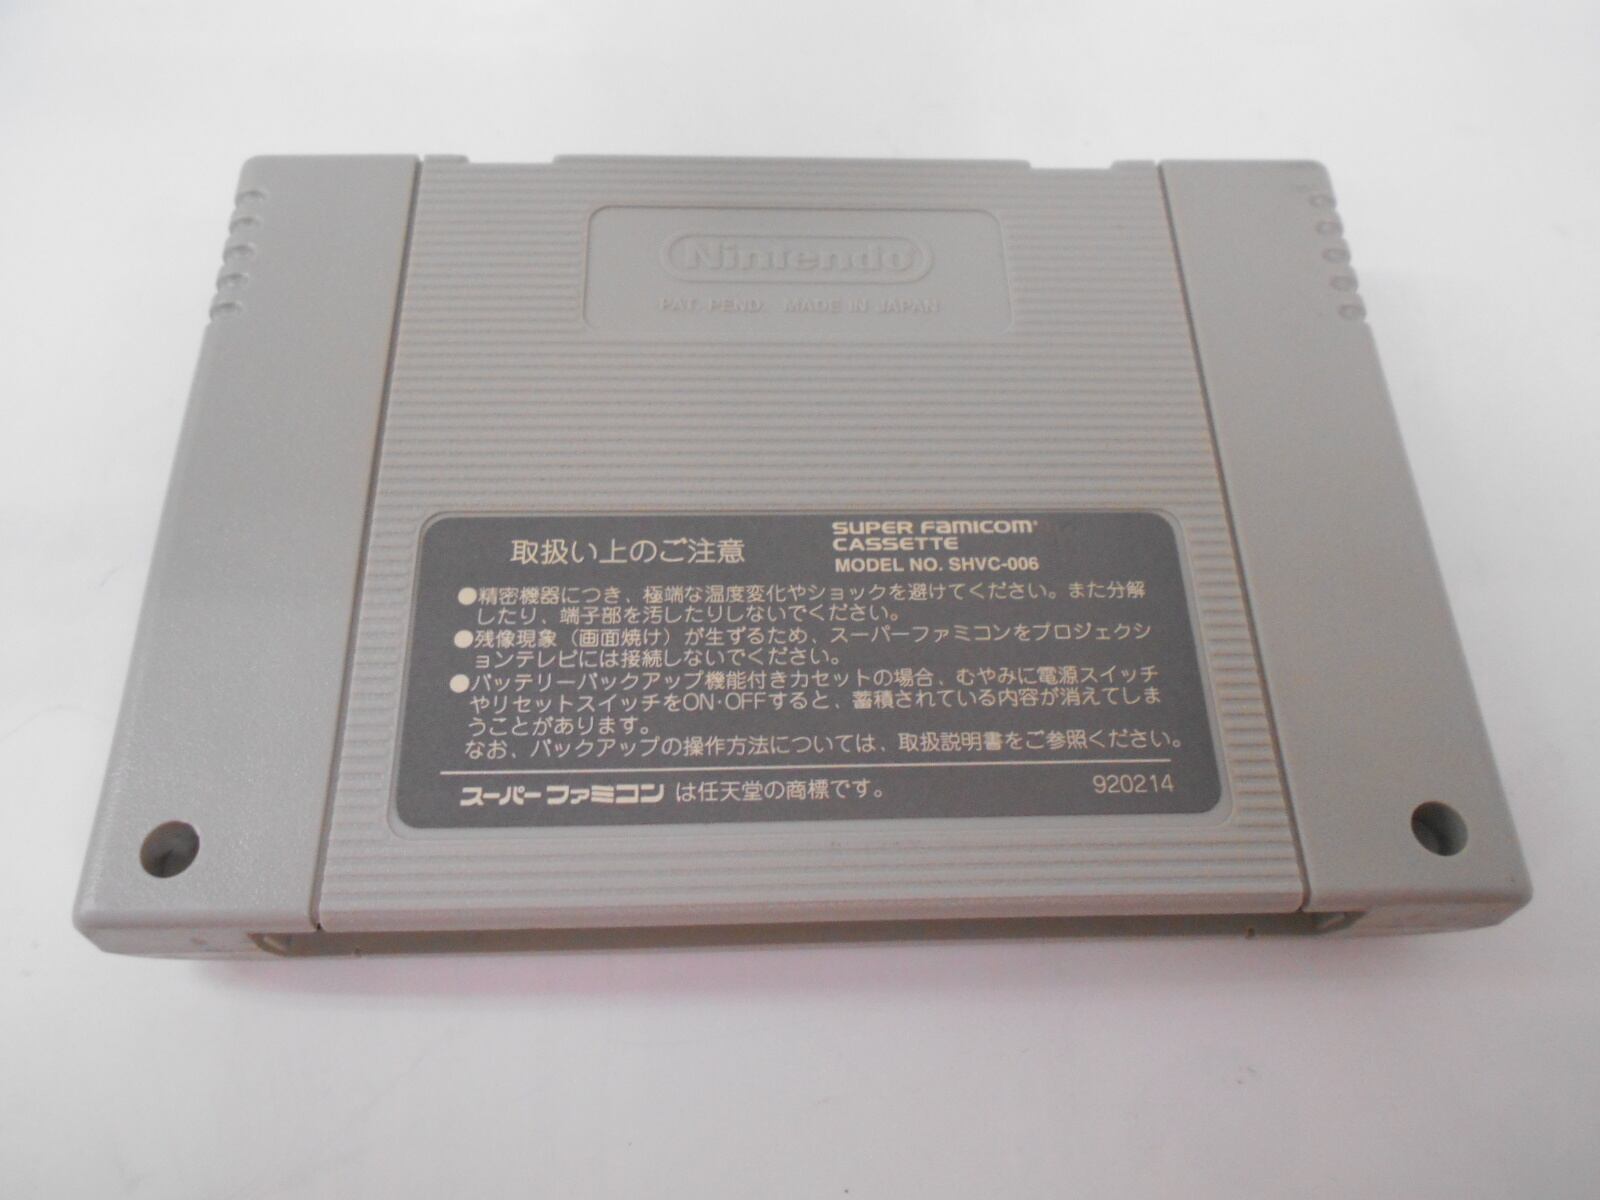 Nintendo
PAT. PEND. MADE IN JAPAN
取扱い上のご注意
SUPER FAMICOM
CASSETTE
MODEL NO. SHVC-006
●精密機器につき、極端な温度変化やショックを避けてください。また分解
したり、端子部を汚したりしないでください。
●残像現象（画面焼け）が生ずるため、スーパーファミコンをプロジェクシ
ョンテレビには接続しないでください。
●バッテリーバックアップ機能付きカセットの場合、むやみに電源スイッチ
やリセットスイッチをON・OFFすると、蓄積されている内容が消えてしま
うことがあります。
なお、バックアップの操作方法については、取扱説明書をご参照ください。
スーパーファミコンは任天堂の商標です。
920214